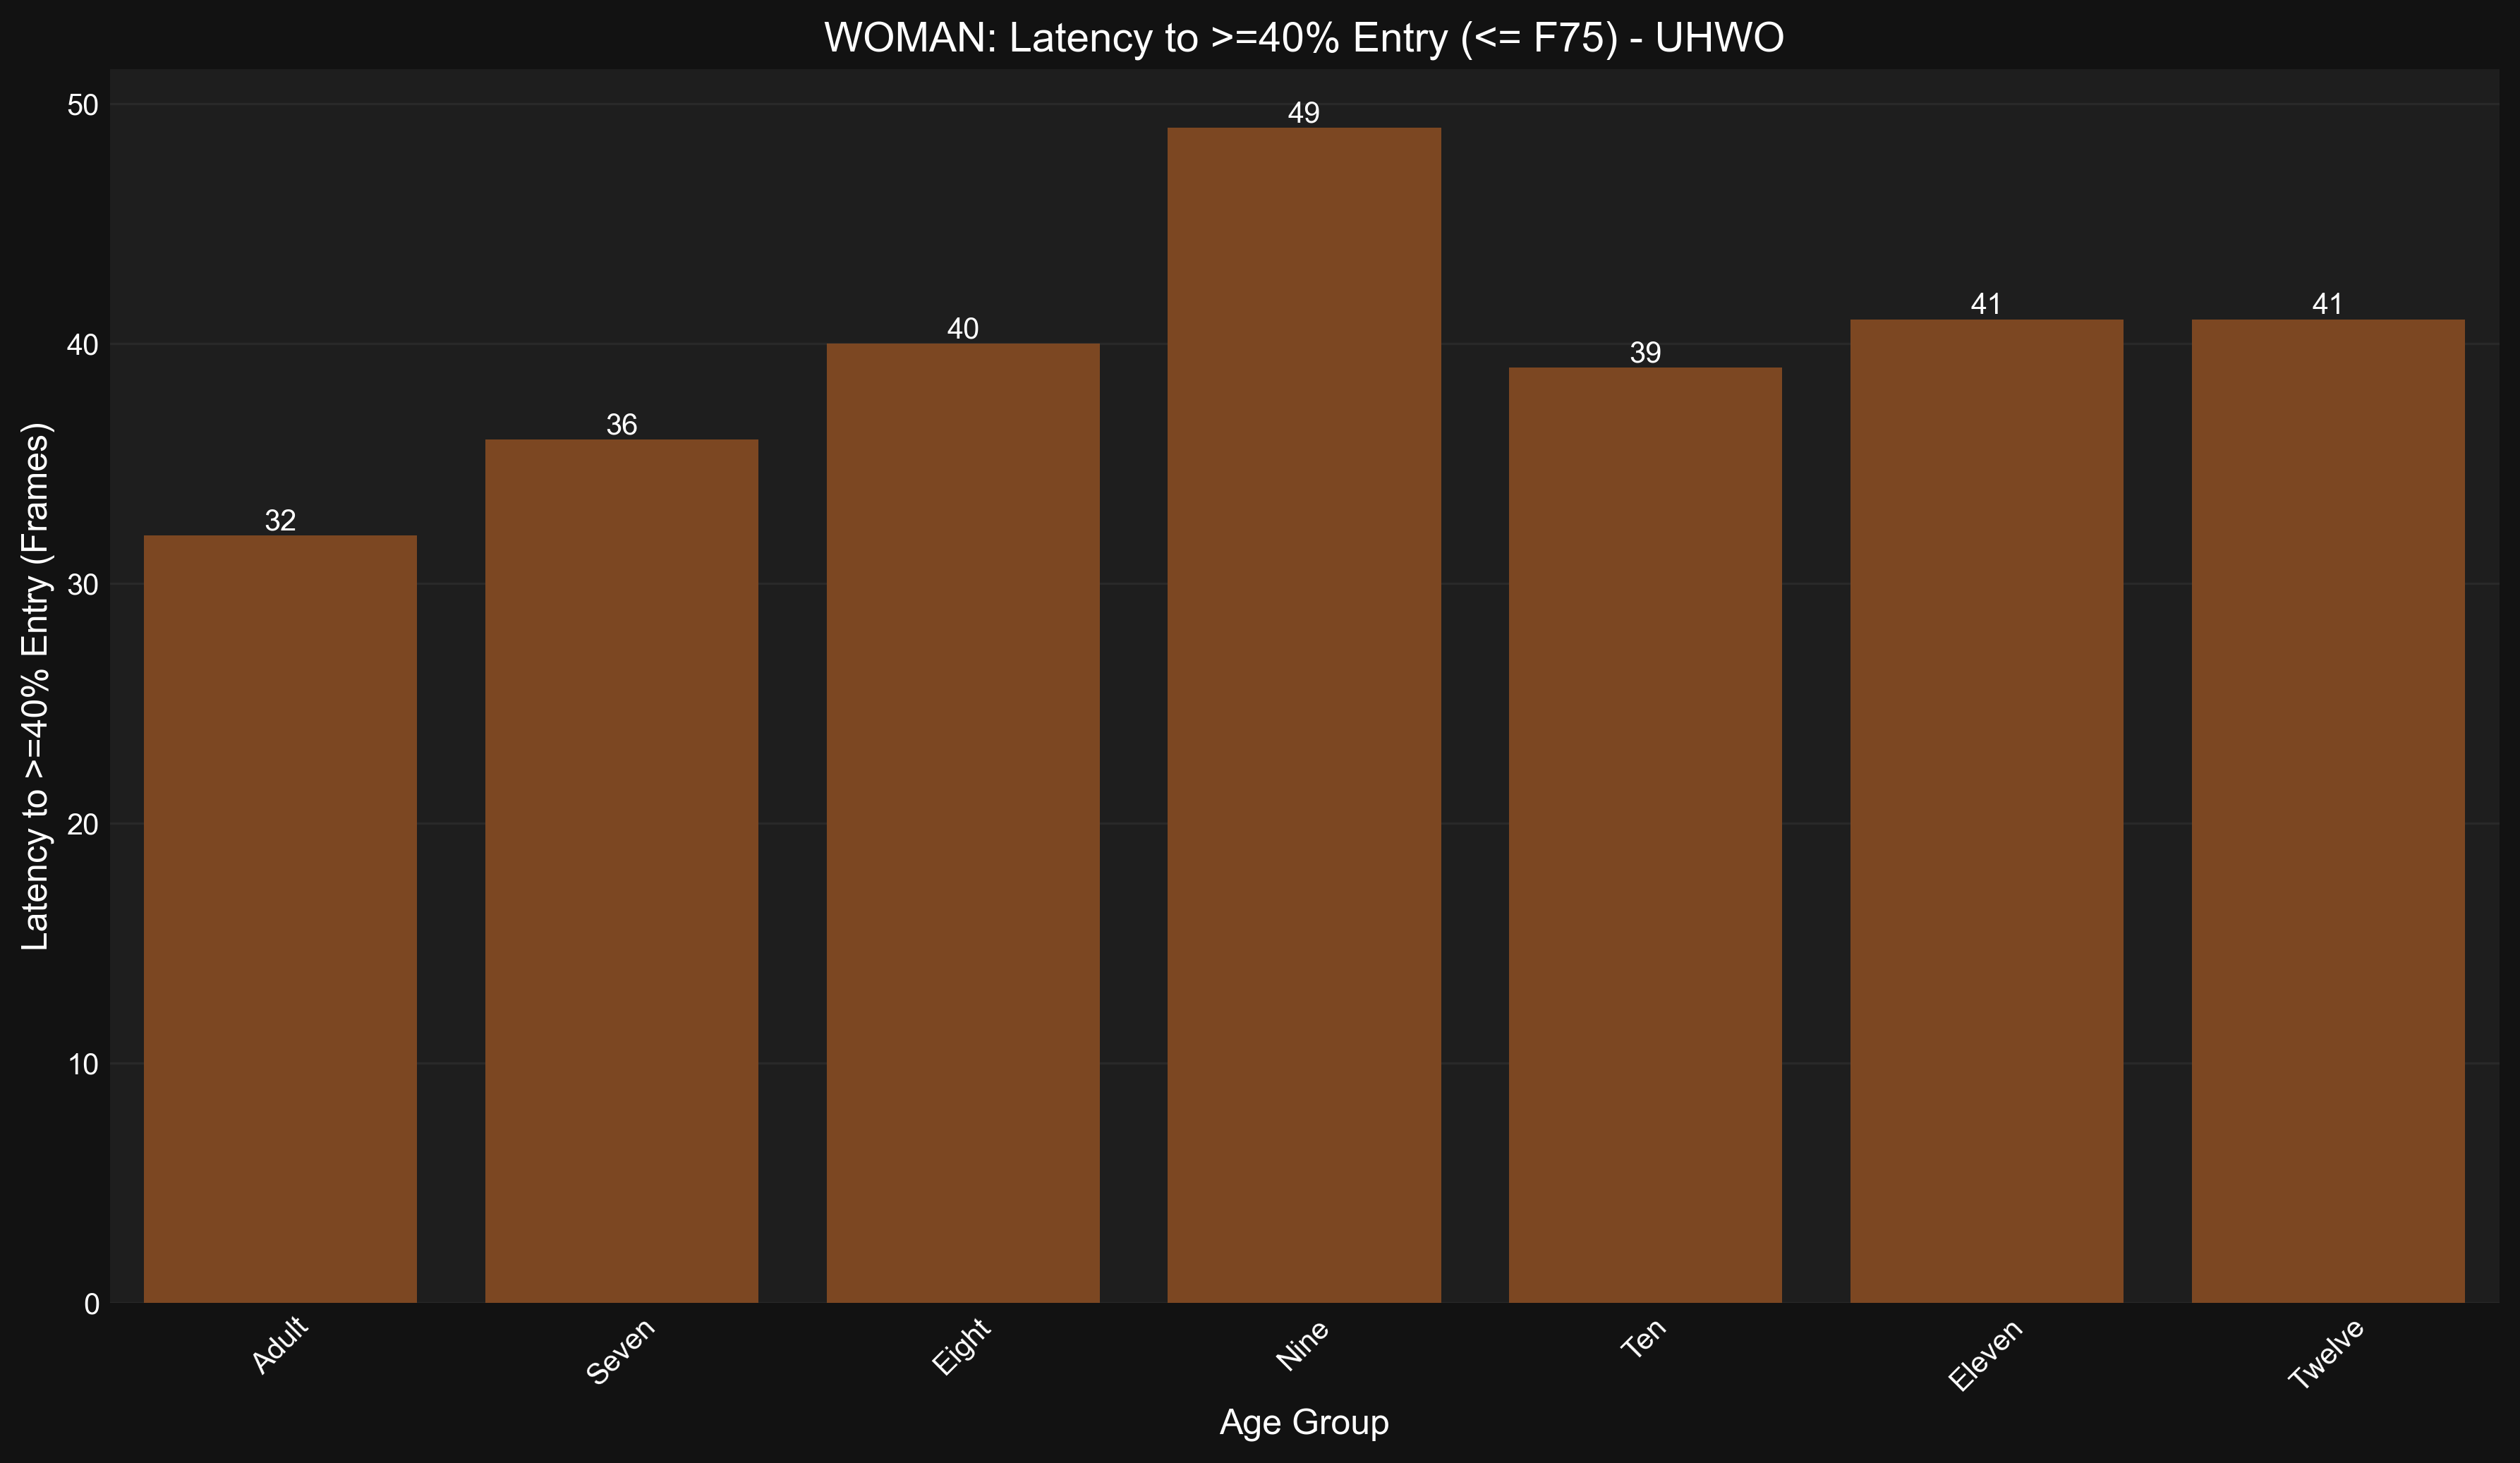 WOMAN: Latency to >=40% Entry (<= F75) - UHWO
Latency to >=40% Entry (Frames)
50
40
30
20
10
0
32
36
40
49
39
41
41
Adult
Seven
Eight
Nine
Ten
Eleven
Twelve
Age Group